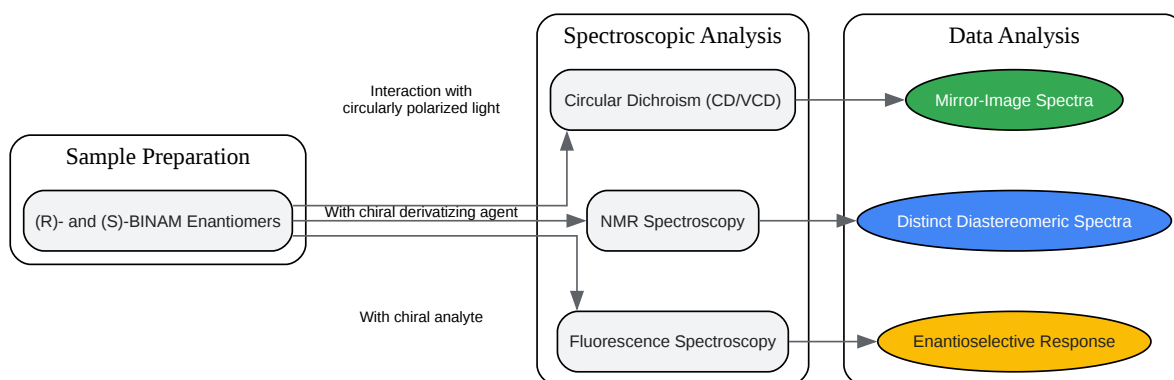 Sample Preparation
(R)- and (S)-BINAM Enantiomers
Interaction with
circularly polarized light
With chiral derivatizing agent
With chiral analyte
Spectroscopic Analysis
Circular Dichroism (CD/VCD)
NMR Spectroscopy
Fluorescence Spectroscopy
Data Analysis
Mirror-Image Spectra
Distinct Diastereomeric Spectra
Enantioselective Response